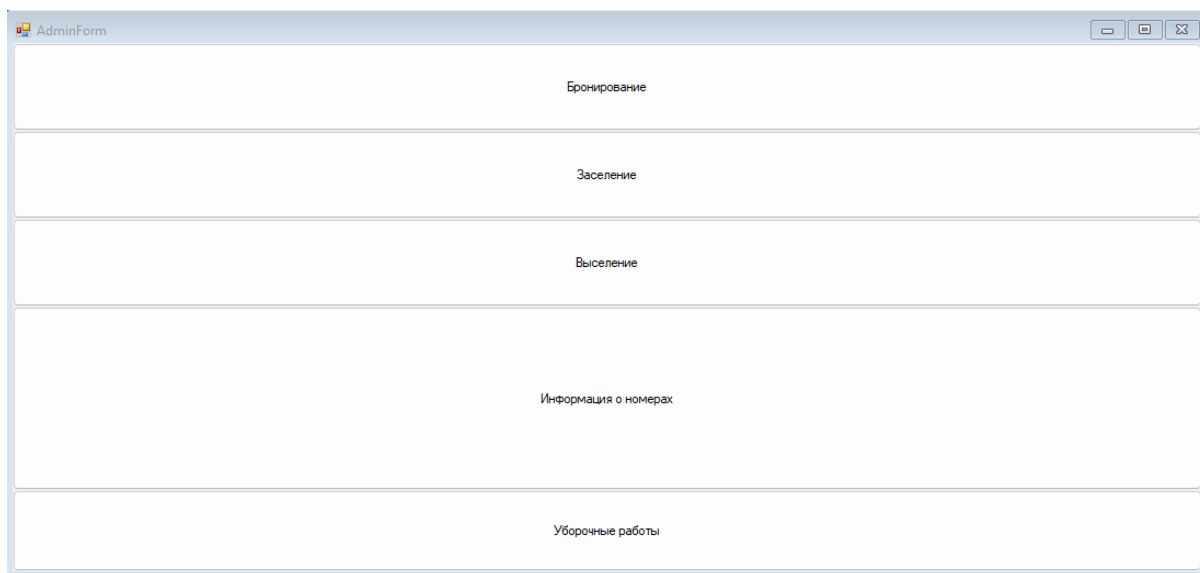 AdminForm
Бронирование
Заселение
Выселение
Информация о номерах
Уборочные работы